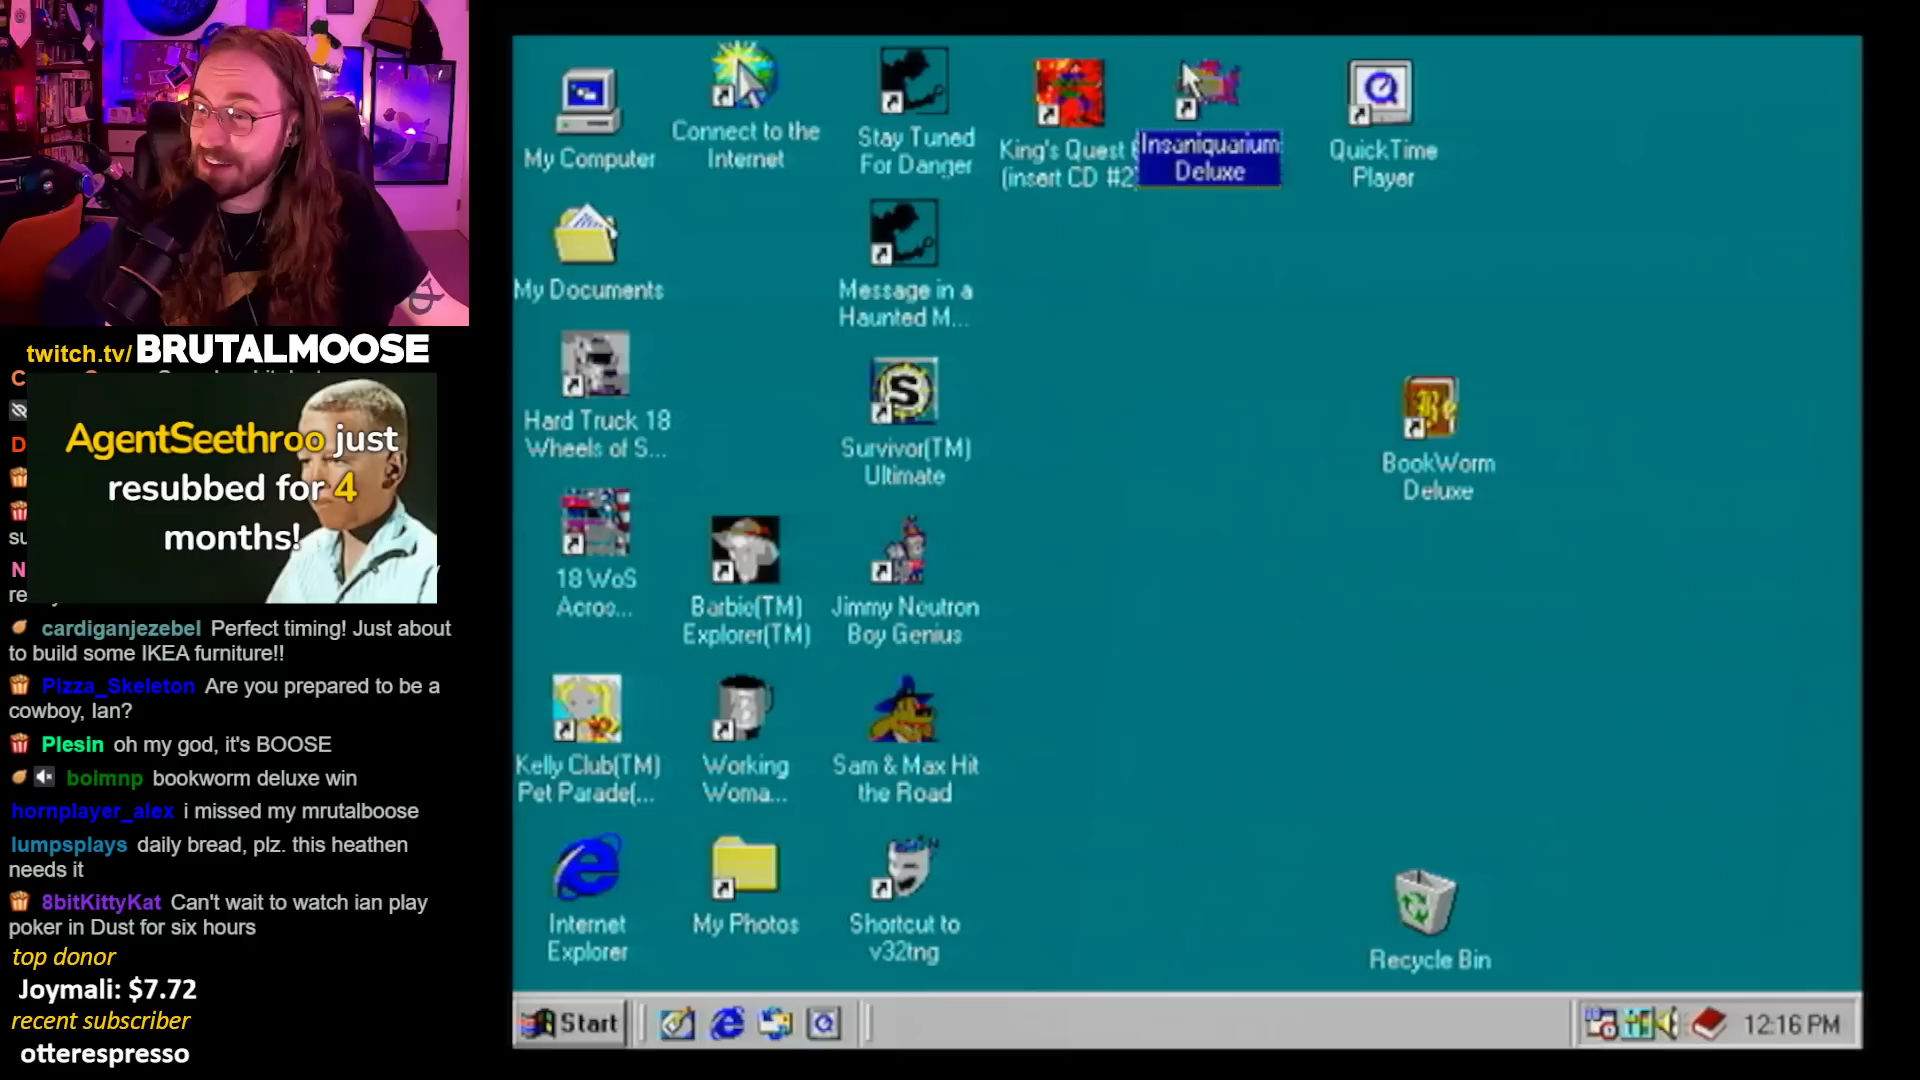 twitch.tv/BRUTALMOOSE
AgentSeethroo just
resubbed for 4
months!
cardiganjezebel Perfect timing! Just about
to build some IKEA furniture!!
Pizza_Skeleton Are you prepared to be a
cowboy, Ian?
Plesin oh my god, it's BOOSE
boimnp bookworm deluxe win
hornplayer_alex i missed my mrutalboose
lumpsplays daily bread, plz. this heathen
needs it
8bitKittyKat Can't wait to watch ian play
poker in Dust for six hours
top donor
Joymali: $7.72
recent subscriber
otterespresso
My Computer
Connect to the
Internet
Stay Tuned
For Danger
King's Quest
(insert CD #2)
Insaniquarium
Deluxe
QuickTime
Player
My Documents
Message in a
Haunted M...
Hard Truck 18
Wheels of S...
Survivor(TM)
Ultimate
BookWorm
Deluxe
18 WoS
Acros...
Barbie(TM)
Explorer(TM)
Jimmy Neutron
Boy Genius
Kelly Club(TM)
Pet Parade(...
Working
Woma...
Sam & Max Hit
the Road
Internet
Explorer
My Photos
Shortcut to
v32tng
Recycle Bin
Start
12:16 PM